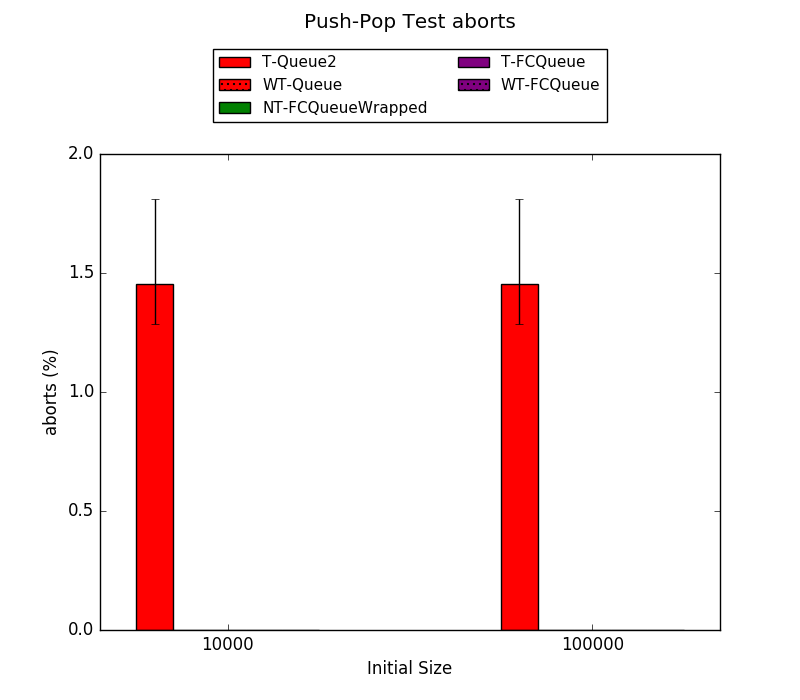 Push-Pop Test aborts
T-Queue2
WT-Queue
NT-FCQueueWrapped
T-FCQueue
WT-FCQueue
2.0
1.5
1.0
0.5
0.0
aborts (%)
10000
100000
Initial Size